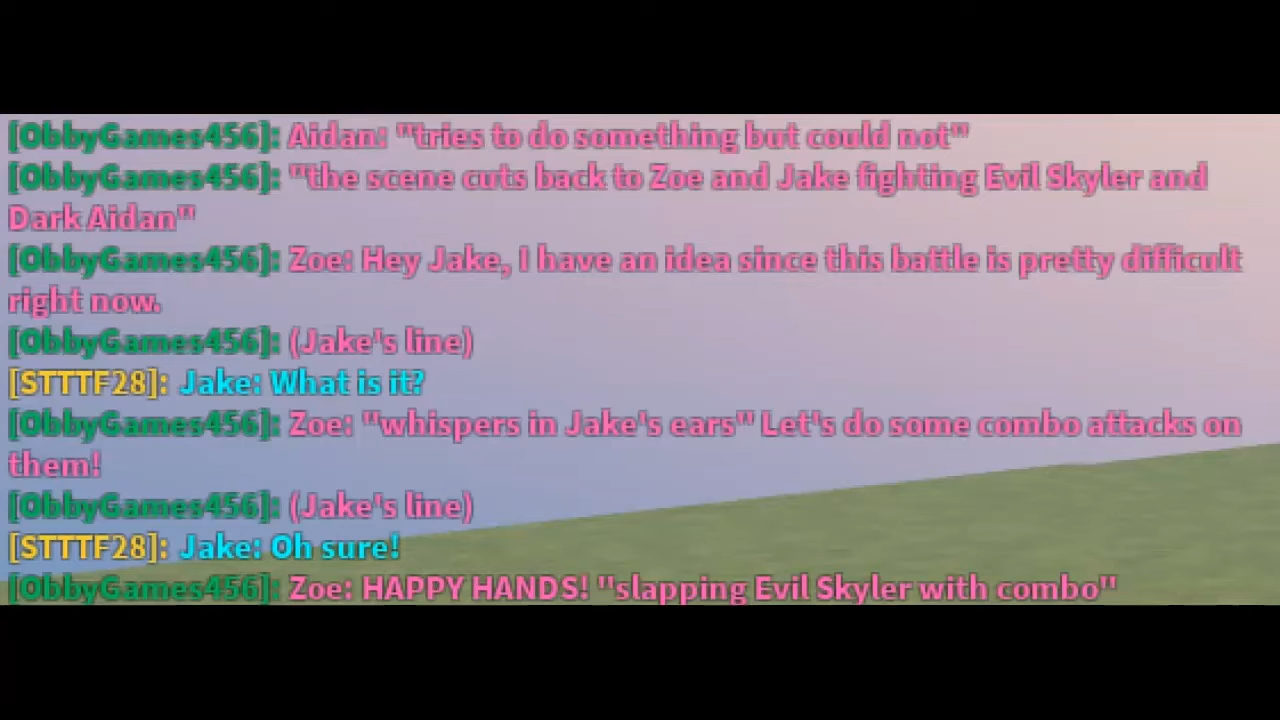 [ObbyGames456]: Aidan: "tries to do something but could not"
[ObbyGames456]: "the scene cuts back to Zoe and Jake fighting Evil Skyler and
Dark Aidan"
[ObbyGames456]: Zoe: Hey Jake, I have an idea since this battle is pretty difficult
right now.
[ObbyGames456]: (Jake's line)
[STTTF28]: Jake: What is it?
[ObbyGames456]: Zoe: "whispers in Jake's ears" Let's do some combo attacks on
them!
[ObbyGames456]: (Jake's line)
[STTTF28]: Jake: Oh sure!
[ObbyGames456]: Zoe: HAPPY HANDS! "slapping Evil Skyler with combo"